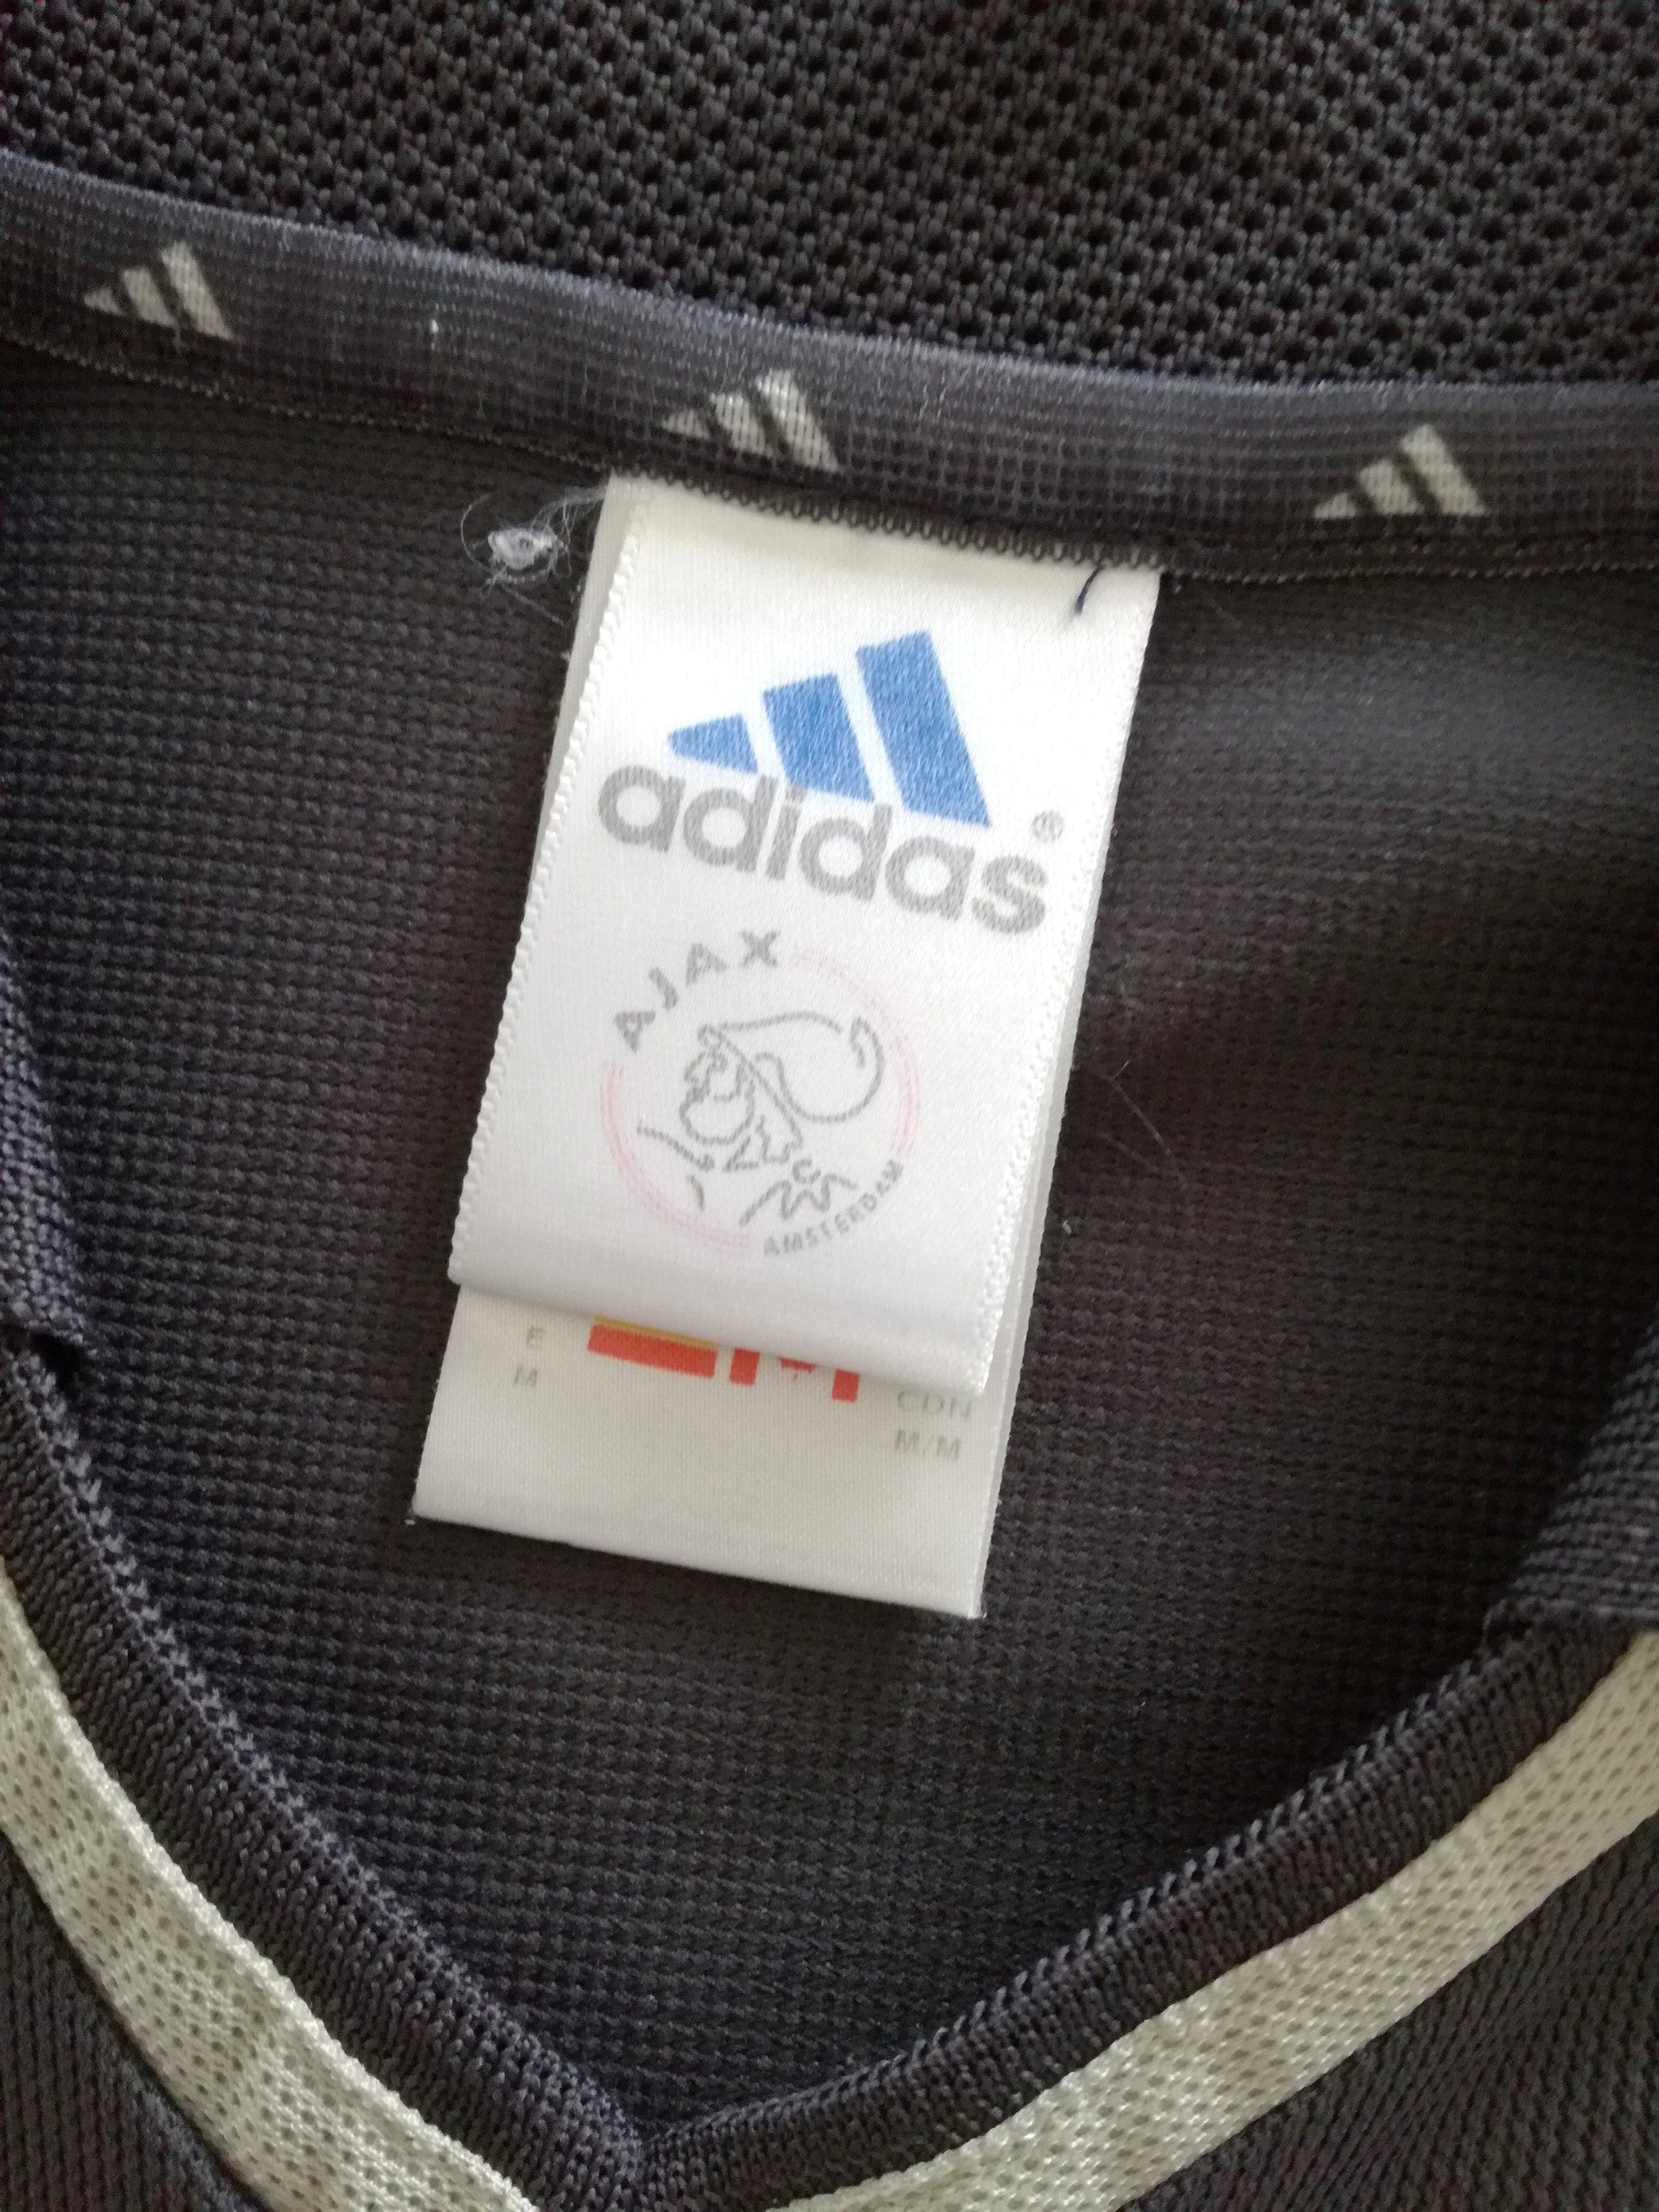 adidas®
AJAX
AMSTERDAM
E
M
CDN
M/M